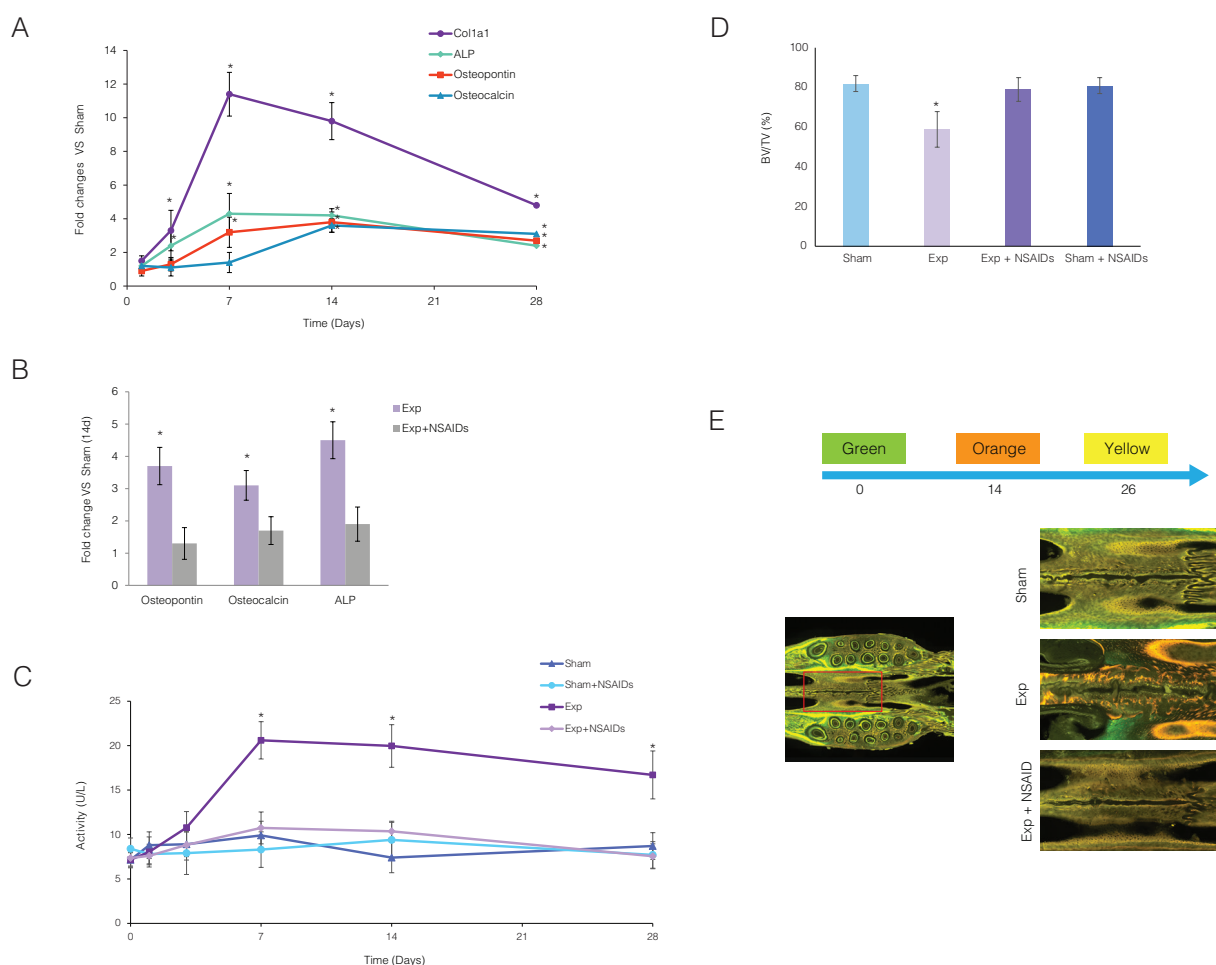 A
Col1a1
ALP
Osteopontin
Osteocalcin
Fold changes VS Sham
14
12
10
8
6
4
2
0
* * * * * * * * * * * * * *
0 7 14 21 28
Time (Days)
B
Exp
Exp+NSAIDs
Fold change VS Sham (14d)
6
5
4
3
2
1
0
* * *
Osteopontin Osteocalcin ALP
C
Sham
Sham+NSAIDs
Exp
Exp+NSAIDs
Activity (U/L)
25
20
15
10
5
0
* * *
0 7 14 21 28
Time (Days)
D
BV/TV (%)
100
80
60
40
20
0
*
Sham Exp Exp + NSAIDs Sham + NSAIDs
E
Green Orange Yellow
0 14 26
Sham
Exp
Exp + NSAID